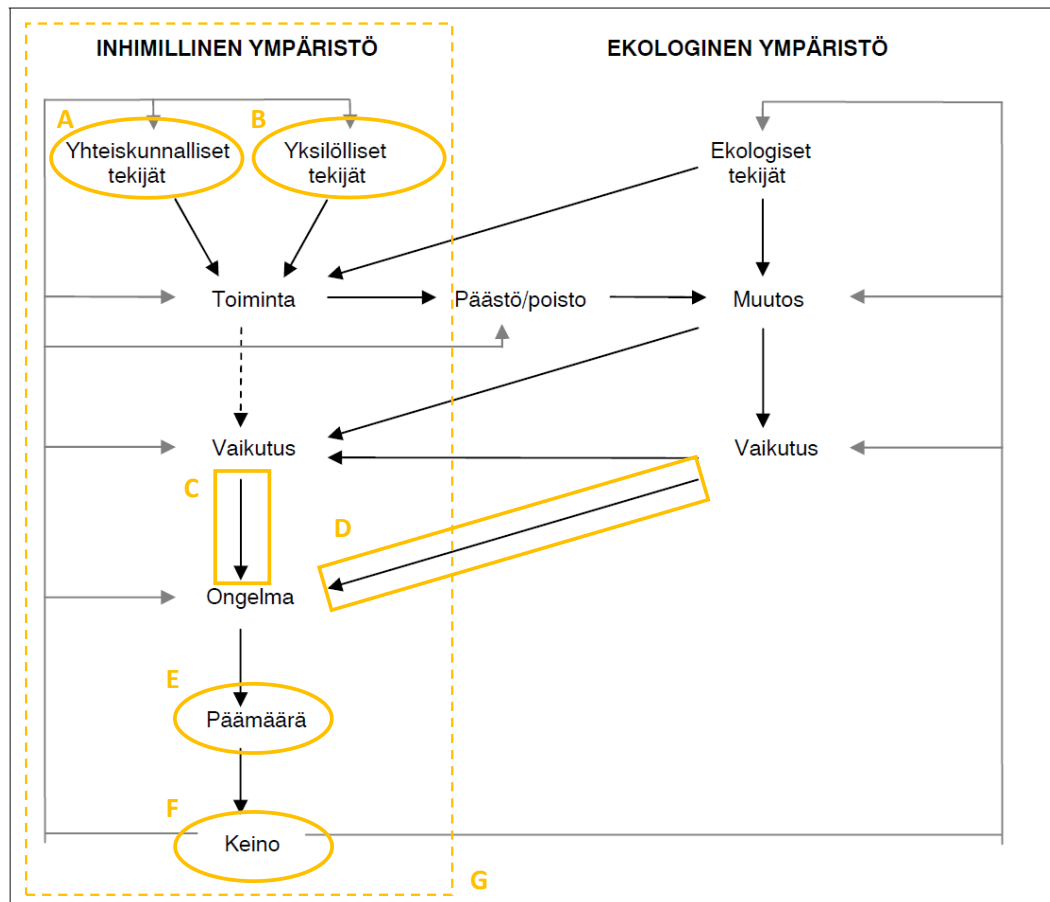 INHIMILLINEN YMPÄRISTÖ
EKOLOGINEN YMPÄRISTÖ
A
B
Yhteiskunnalliset
tekijät
Yksilölliset
tekijät
Ekologiset
tekijät
Toiminta
Päästö/poisto
Muutos
Vaikutus
Vaikutus
C
D
Ongelma
E
Päämäärä
F
Keino
G